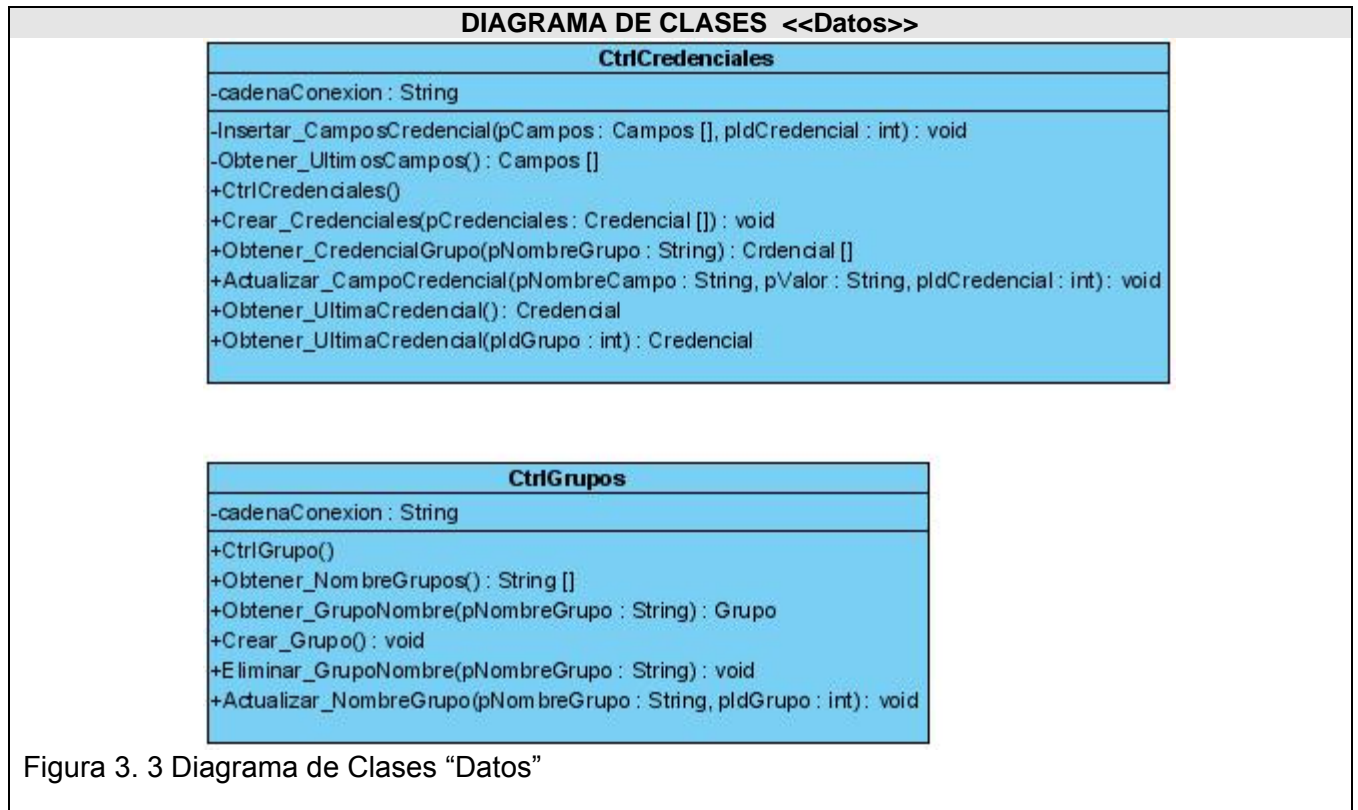 DIAGRAMA DE CLASES <<Datos>>
CtrlCredenciales
-cadenaConexion : String
-Insertar_CamposCredencial(pCampos : Campos [], pIdCredencial : int) : void
-Obtener_UltimosCampos() : Campos []
+CtrlCredenciales()
+Crear_Credenciales(pCredenciales : Credencial []) : void
+Obtener_CredencialGrupo(pNombreGrupo : String) : Crdencial []
+Actualizar_CampoCredencial(pNombreCampo : String, pValor : String, pIdCredencial : int) : void
+Obtener_UltimaCredencial() : Credencial
+Obtener_UltimaCredencial(pIdGrupo : int) : Credencial
CtrlGrupos
-cadenaConexion : String
+CtrlGrupo()
+Obtener_NombreGrupos() : String []
+Obtener_GrupoNombre(pNombreGrupo : String) : Grupo
+Crear_Grupo() : void
+Eliminar_GrupoNombre(pNombreGrupo : String) : void
+Actualizar_NombreGrupo(pNombreGrupo : String, pIdGrupo : int) : void
Figura 3. 3 Diagrama de Clases “Datos”